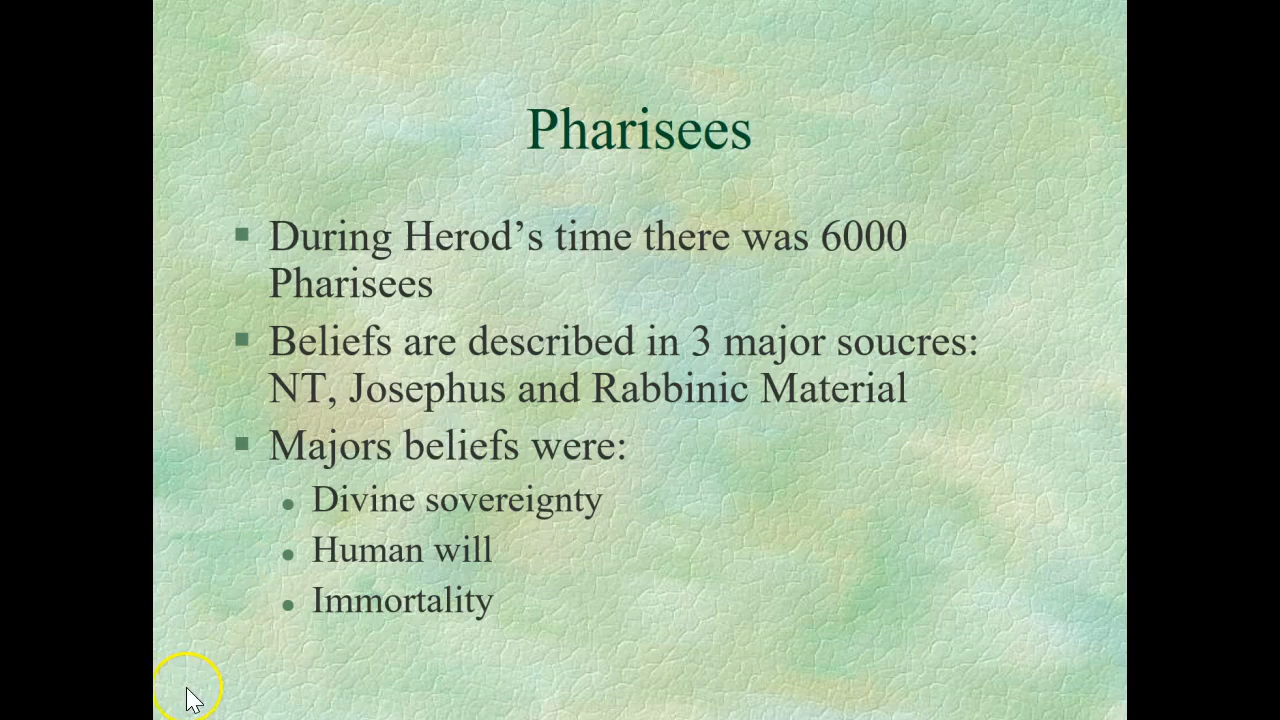 Pharisees
During Herod’s time there was 6000
Pharisees
Beliefs are described in 3 major soucres:
NT, Josephus and Rabbinic Material
Majors beliefs were:
Divine sovereignty
Human will
Immortality